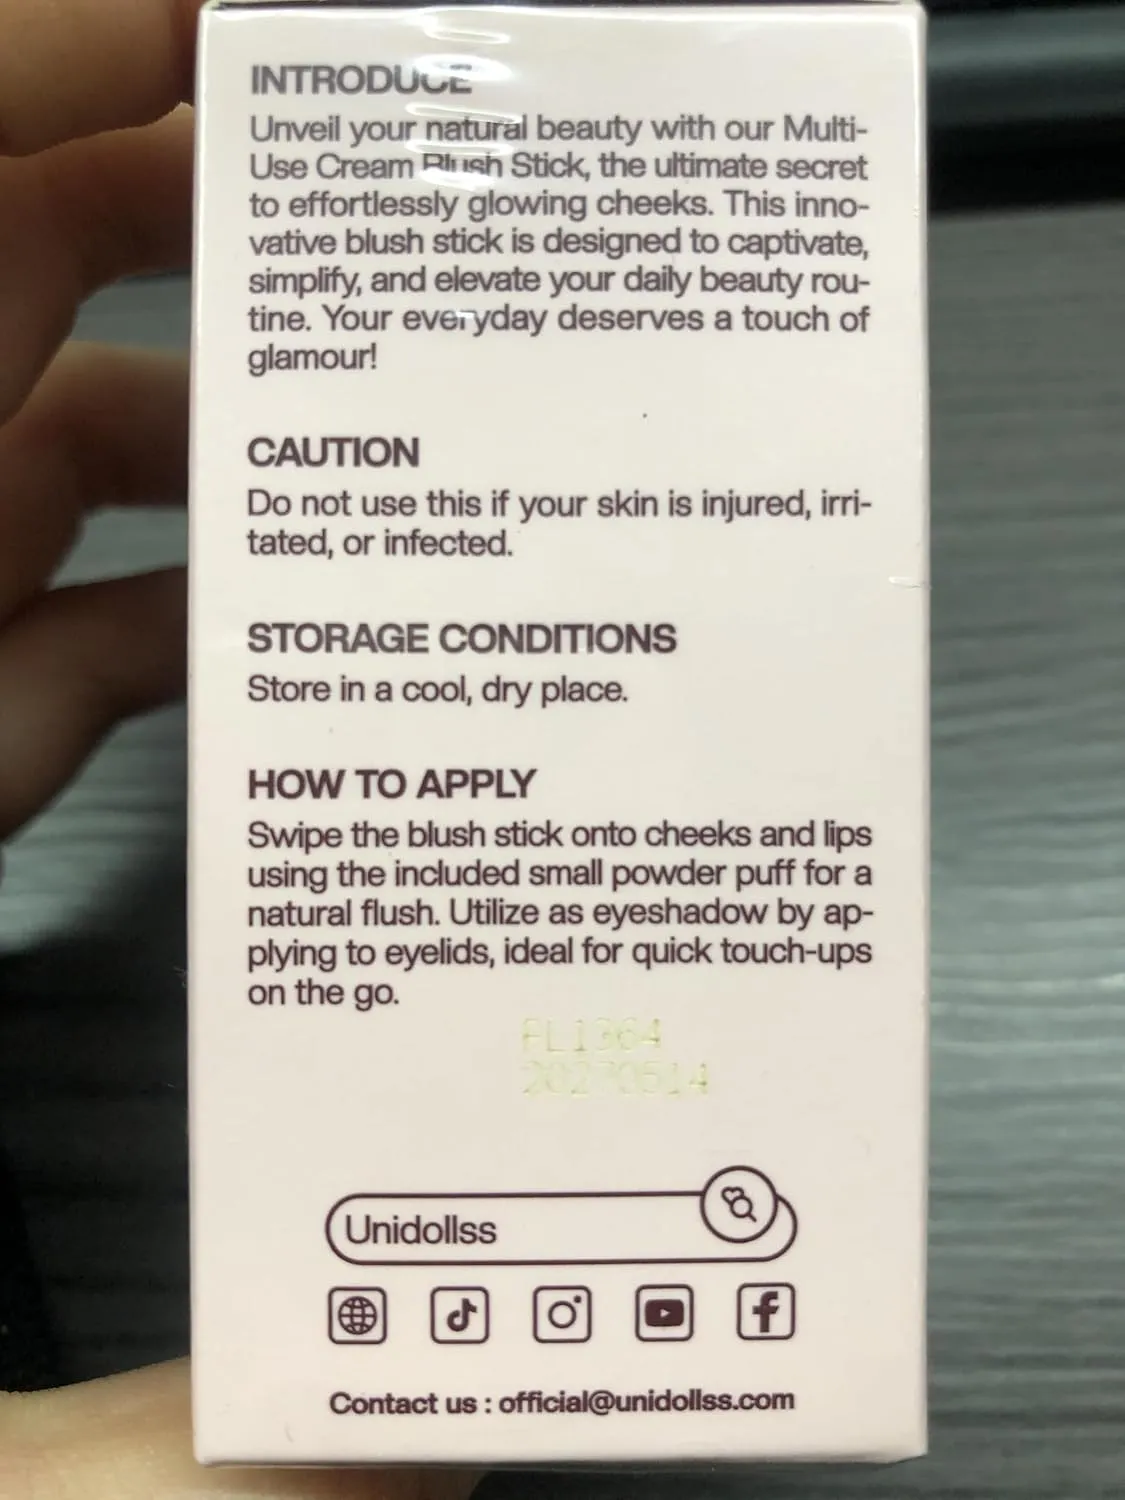 INTRODUCE
Unveil your natural beauty with our Multi-
Use Cream Blush Stick, the ultimate secret
to effortlessly glowing cheeks. This inno-
vative blush stick is designed to captivate,
simplify, and elevate your daily beauty rou-
tine. Your everyday deserves a touch of
glamour!
CAUTION
Do not use this if your skin is injured, irri-
tated, or infected.
STORAGE CONDITIONS
Store in a cool, dry place.
HOW TO APPLY
Swipe the blush stick onto cheeks and lips
using the included small powder puff for a
natural flush. Utilize as eyeshadow by ap-
plying to eyelids, ideal for quick touch-ups
on the go.
20270514
Unidollss
Contact us : official@unidollss.com